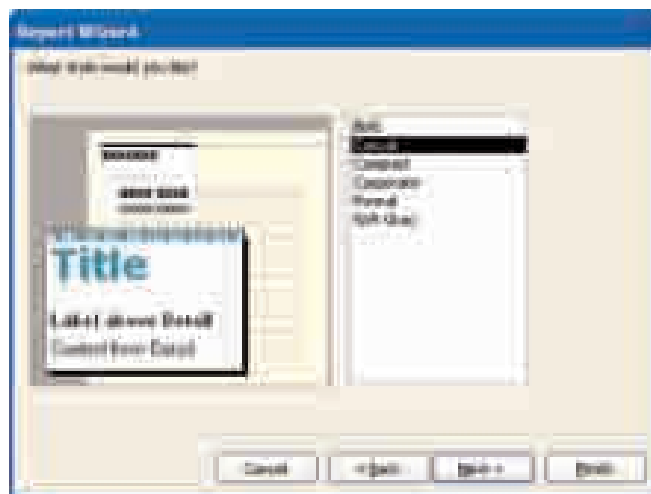 Report Wizard
What style would you like?
Title
Label above Detail
Control from Detail
Bold
Casual
Compact
Corporate
Formal
Soft Gray
Cancel
< Back
Next >
Finish